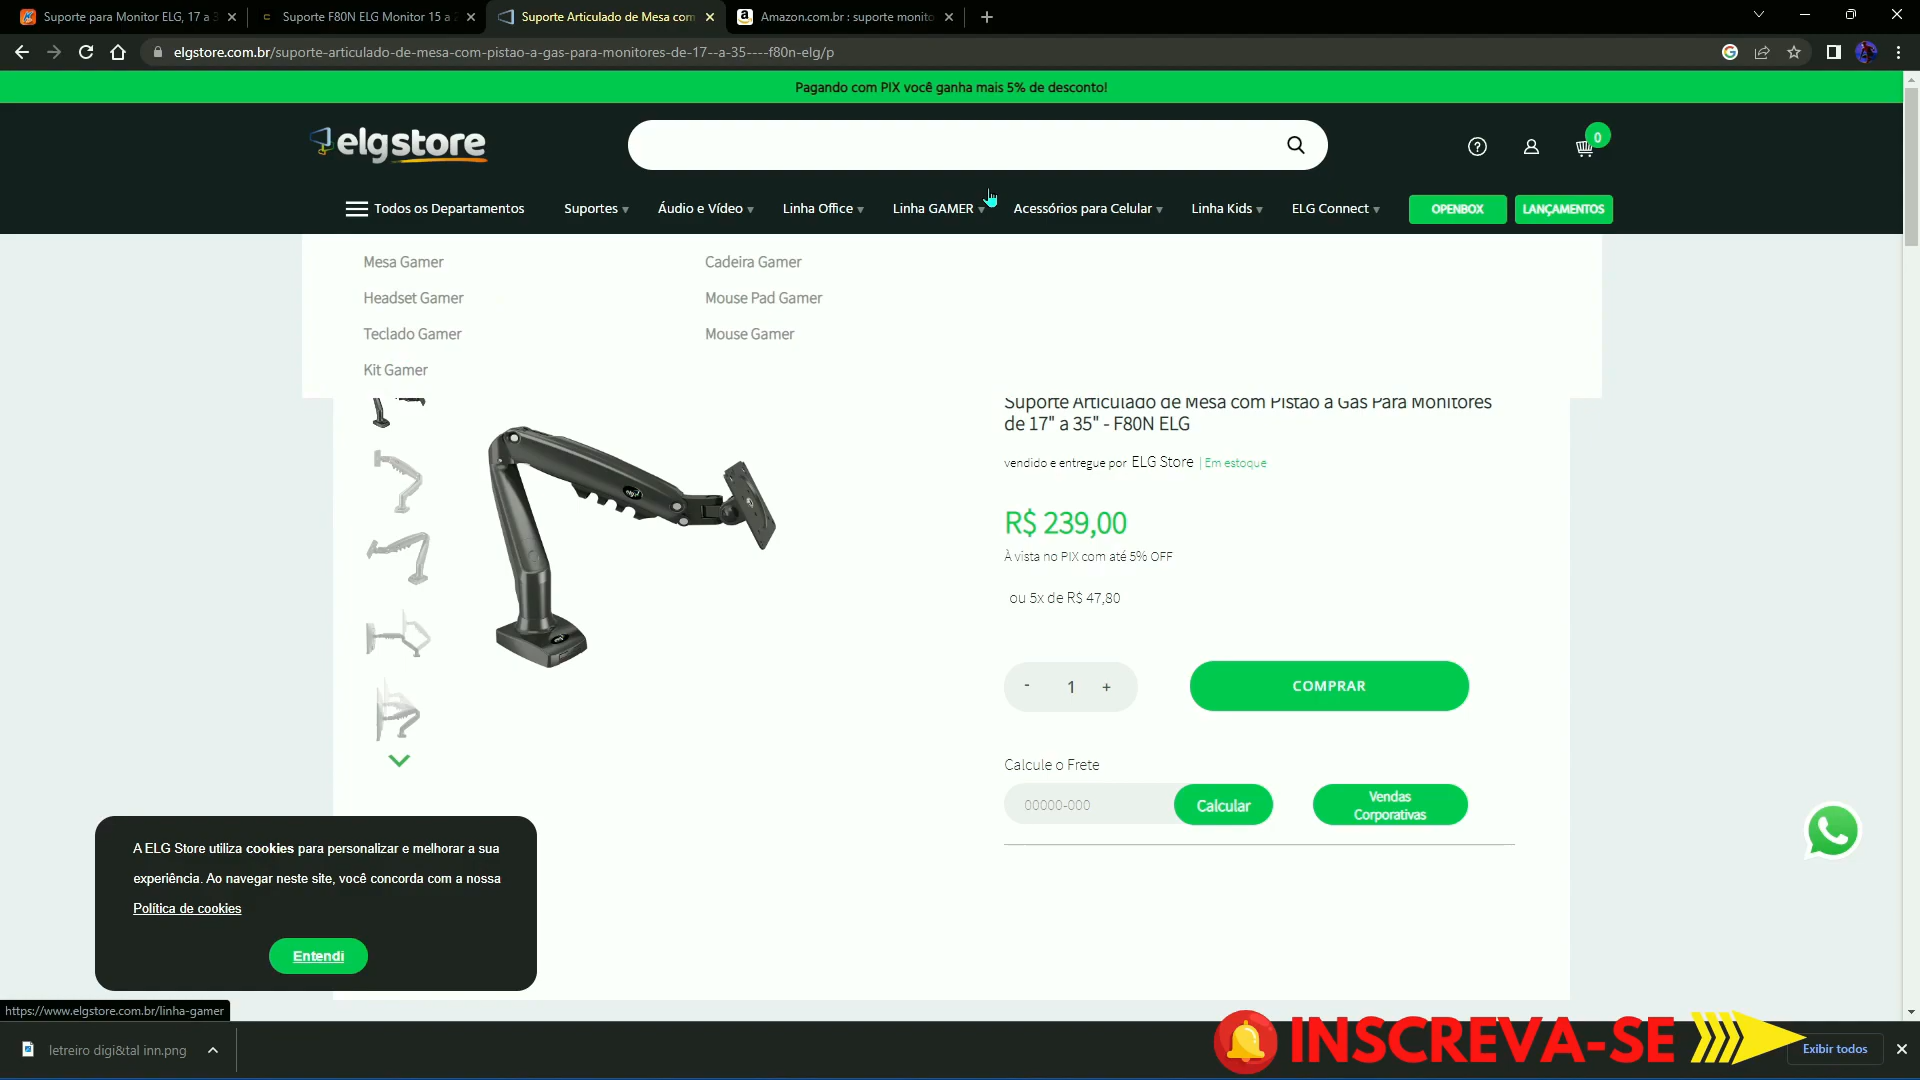 Suporte para Monitor ELG, 17 a 3
Suporte F80N ELG Monitor 15 a 2
Suporte Articulado de Mesa com
Amazon.com.br : suporte monito
elgstore.com.br/suporte-articulado-de-mesa-com-pistao-a-gas-para-monitores-de-17--a-35----f80n-elg/p
Pagando com PIX você ganha mais 5% de desconto!
elgstore
0
Todos os Departamentos
Suportes
Áudio e Vídeo
Linha Office
Linha GAMER
Acessórios para Celular
Linha Kids
ELG Connect
OPENBOX
LANÇAMENTOS
Mesa Gamer
Cadeira Gamer
Headset Gamer
Mouse Pad Gamer
Teclado Gamer
Mouse Gamer
Kit Gamer
Suporte Articulado de Mesa com Pistão a Gás Para Monitores
de 17" a 35" - F80N ELG
vendido e entregue por ELG Store | Em estoque
R$ 239,00
À vista no PIX com até 5% OFF
ou 5x de R$ 47,80
- 1 +
COMPRAR
Calcule o Frete
00000-000
Calcular
Vendas
Corporativas
A ELG Store utiliza cookies para personalizar e melhorar a sua
experiência. Ao navegar neste site, você concorda com a nossa
Política de cookies
Entendi
https://www.elgstore.com.br/linha-gamer
letreiro digi&tal inn.png
INSCREVA-SE
Exibir todos